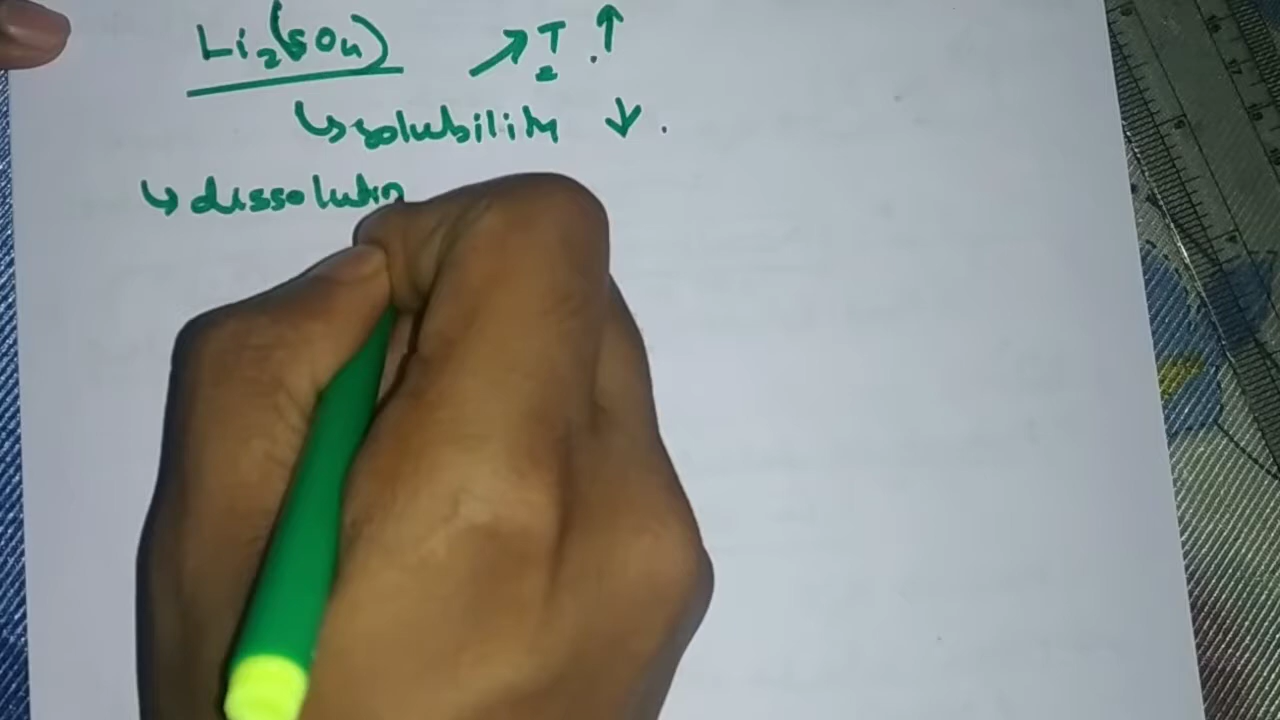 Li₂(SO₄) ↗ T ↑
↳ solubility ↓.
↳ dissolution